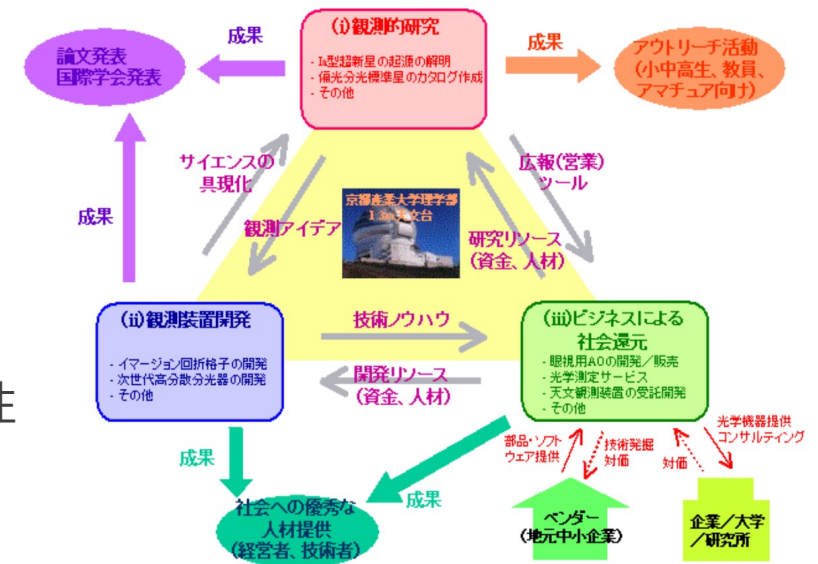 (i)観測的研究
- Ia型超新星の起源の解明
- 偏光分光標準星のカタログ作成
- その他
成果
論文発表
国際学会発表
成果
アウトリーチ活動
(小中高生、教員、
アマチュア向け)
サイエンスの
具現化
観測アイデア
京都産業大学理学部
1.3m天文台
広報(営業)
ツール
研究リソース
(資金、人材)
成果
(ii)観測装置開発
- イマージョン回折格子の開発
- 次世代高分散分光器の開発
- その他
技術ノウハウ
開発リソース
(資金、人材)
(iii)ビジネスによる
社会還元
- 眼視用AOの開発/販売
- 光学測定サービス
- 天文観測装置の受託開発
- その他
成果
成果
社会への優秀な
人材提供
(経営者、技術者)
部品・ソフト
ウェア提供
技術発掘
対価
対価
光学機器提供
コンサルティング
ベンダー
(地元中小企業)
企業/大学
/研究所